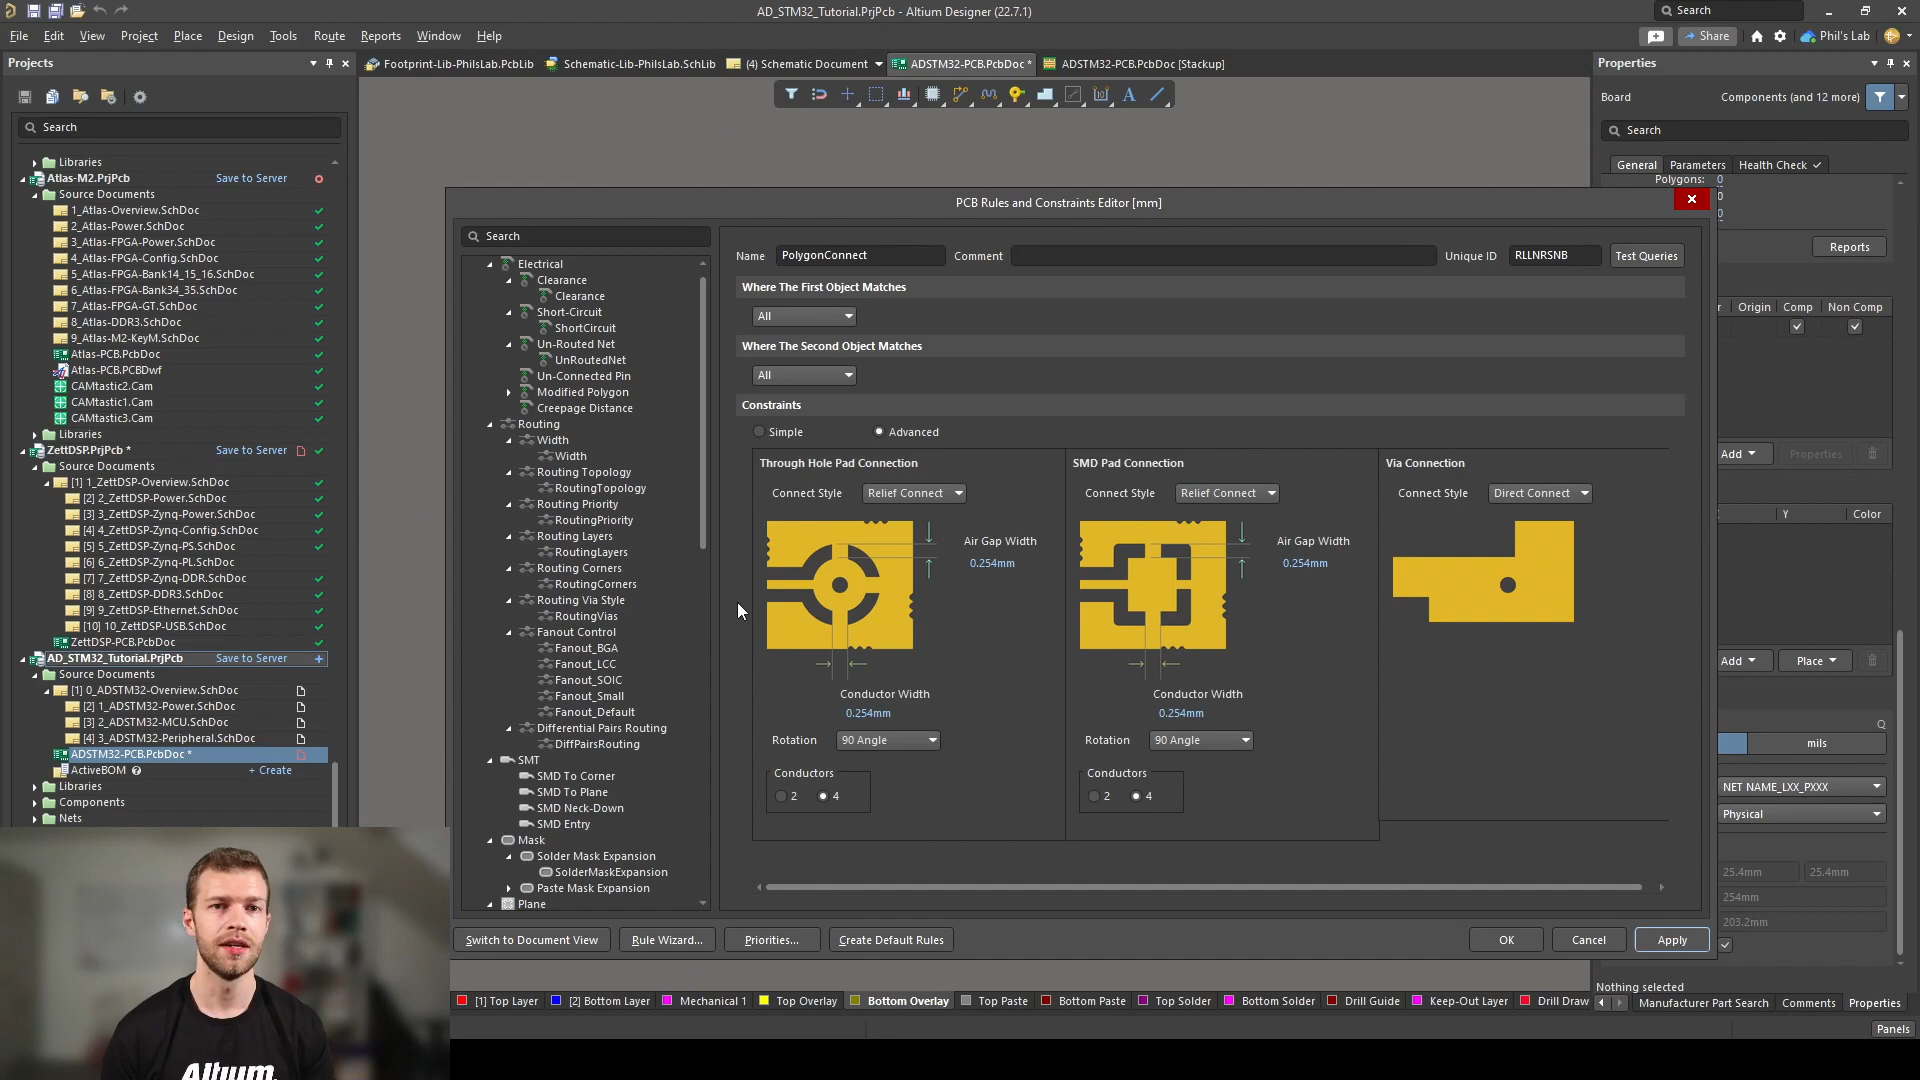 AD_STM32_Tutorial.PrjPcb - Altium Designer (22.7.1)
Search
File Edit View Project Place Design Tools Route Reports Window Help
Share
Phil's Lab
Projects
Footprint-Lib-PhilsLab.PcbLib
Schematic-Lib-PhilsLab.SchLib
(4) Schematic Document
ADSTM32-PCB.PcbDoc *
ADSTM32-PCB.PcbDoc [Stackup]
Properties
Board
Components (and 12 more)
Search
Search
General Parameters Health Check
Libraries
Atlas-M2.PrjPcb Save to Server
Source Documents
1_Atlas-Overview.SchDoc
2_Atlas-Power.SchDoc
3_Atlas-FPGA-Power.SchDoc
4_Atlas-FPGA-Config.SchDoc
5_Atlas-FPGA-Bank14_15_16.SchDoc
6_Atlas-FPGA-Bank34_35.SchDoc
7_Atlas-FPGA-GT.SchDoc
8_Atlas-DDR3.SchDoc
9_Atlas-M2-KeyM.SchDoc
Atlas-PCB.PcbDoc
Atlas-PCB.PCBDwf
CAMtastic2.Cam
CAMtastic1.Cam
CAMtastic3.Cam
Libraries
ZettDSP.PrjPcb * Save to Server
Source Documents
[1] 1_ZettDSP-Overview.SchDoc
[2] 2_ZettDSP-Power.SchDoc
[3] 3_ZettDSP-Zynq-Power.SchDoc
[4] 4_ZettDSP-Zynq-Config.SchDoc
[5] 5_ZettDSP-Zynq-PS.SchDoc
[6] 6_ZettDSP-Zynq-PL.SchDoc
[7] 7_ZettDSP-Zynq-DDR.SchDoc
[8] 8_ZettDSP-DDR3.SchDoc
[9] 9_ZettDSP-Ethernet.SchDoc
[10] 10_ZettDSP-USB.SchDoc
ZettDSP-PCB.PcbDoc
AD_STM32_Tutorial.PrjPcb Save to Server
Source Documents
[1] 0_ADSTM32-Overview.SchDoc
[2] 1_ADSTM32-Power.SchDoc
[3] 2_ADSTM32-MCU.SchDoc
[4] 3_ADSTM32-Peripheral.SchDoc
ADSTM32-PCB.PcbDoc *
ActiveBOM + Create
Libraries
Components
Nets
PCB Rules and Constraints Editor [mm]
Search
Electrical
Clearance
Clearance
Short-Circuit
ShortCircuit
Un-Routed Net
UnRoutedNet
Un-Connected Pin
Modified Polygon
Creepage Distance
Routing
Width
Width
Routing Topology
RoutingTopology
Routing Priority
RoutingPriority
Routing Layers
RoutingLayers
Routing Corners
RoutingCorners
Routing Via Style
RoutingVias
Fanout Control
Fanout_BGA
Fanout_LCC
Fanout_SOIC
Fanout_Small
Fanout_Default
Differential Pairs Routing
DiffPairsRouting
SMT
SMD To Corner
SMD To Plane
SMD Neck-Down
SMD Entry
Mask
Solder Mask Expansion
SolderMaskExpansion
Paste Mask Expansion
Plane
Name PolygonConnect Comment Unique ID RLLNRSNB Test Queries
Where The First Object Matches
All
Where The Second Object Matches
All
Constraints
Simple Advanced
Through Hole Pad Connection
Connect Style Relief Connect
Air Gap Width
0.254mm
Conductor Width
0.254mm
Rotation 90 Angle
Conductors
2 4
SMD Pad Connection
Connect Style Relief Connect
Air Gap Width
0.254mm
Conductor Width
0.254mm
Rotation 90 Angle
Conductors
2 4
Via Connection
Connect Style Direct Connect
Switch to Document View Rule Wizard... Priorities... Create Default Rules OK Cancel Apply
Polygons: 0
0
0
Reports
Origin Comp Non Comp
Add Properties
Y Color
Add Place
mils
NET NAME_LXX_PXXX
Physical
25.4mm 25.4mm
254mm
203.2mm
Nothing selected
[1] Top Layer [2] Bottom Layer Mechanical 1 Top Overlay Bottom Overlay Top Paste Bottom Paste Top Solder Bottom Solder Drill Guide Keep-Out Layer Drill Draw
Manufacturer Part Search Comments Properties
Panels
Altium